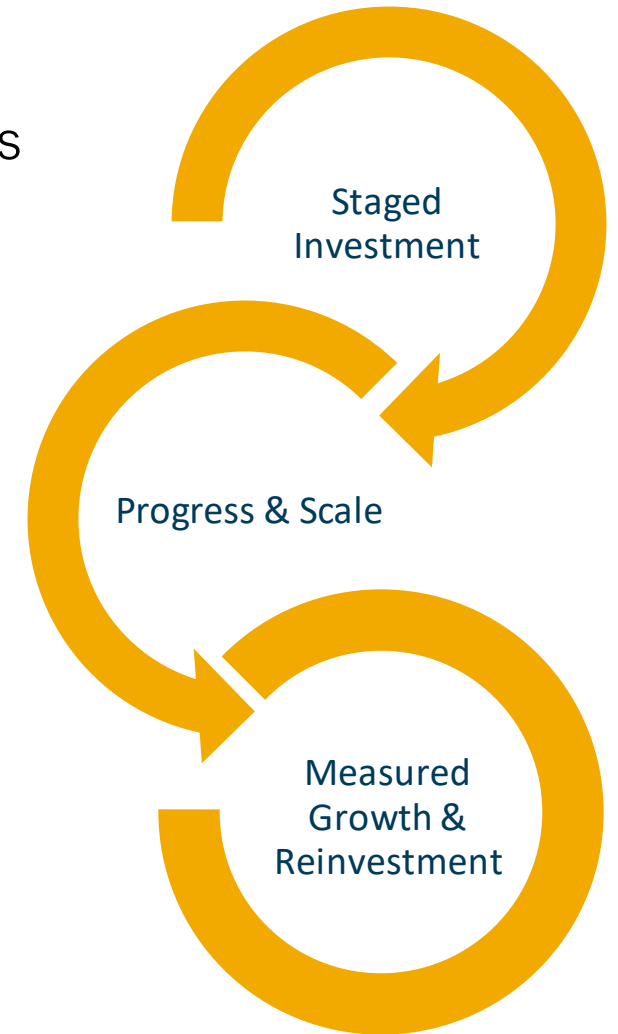 s
Staged
Investment
Progress & Scale
Measured
Growth &
Reinvestment